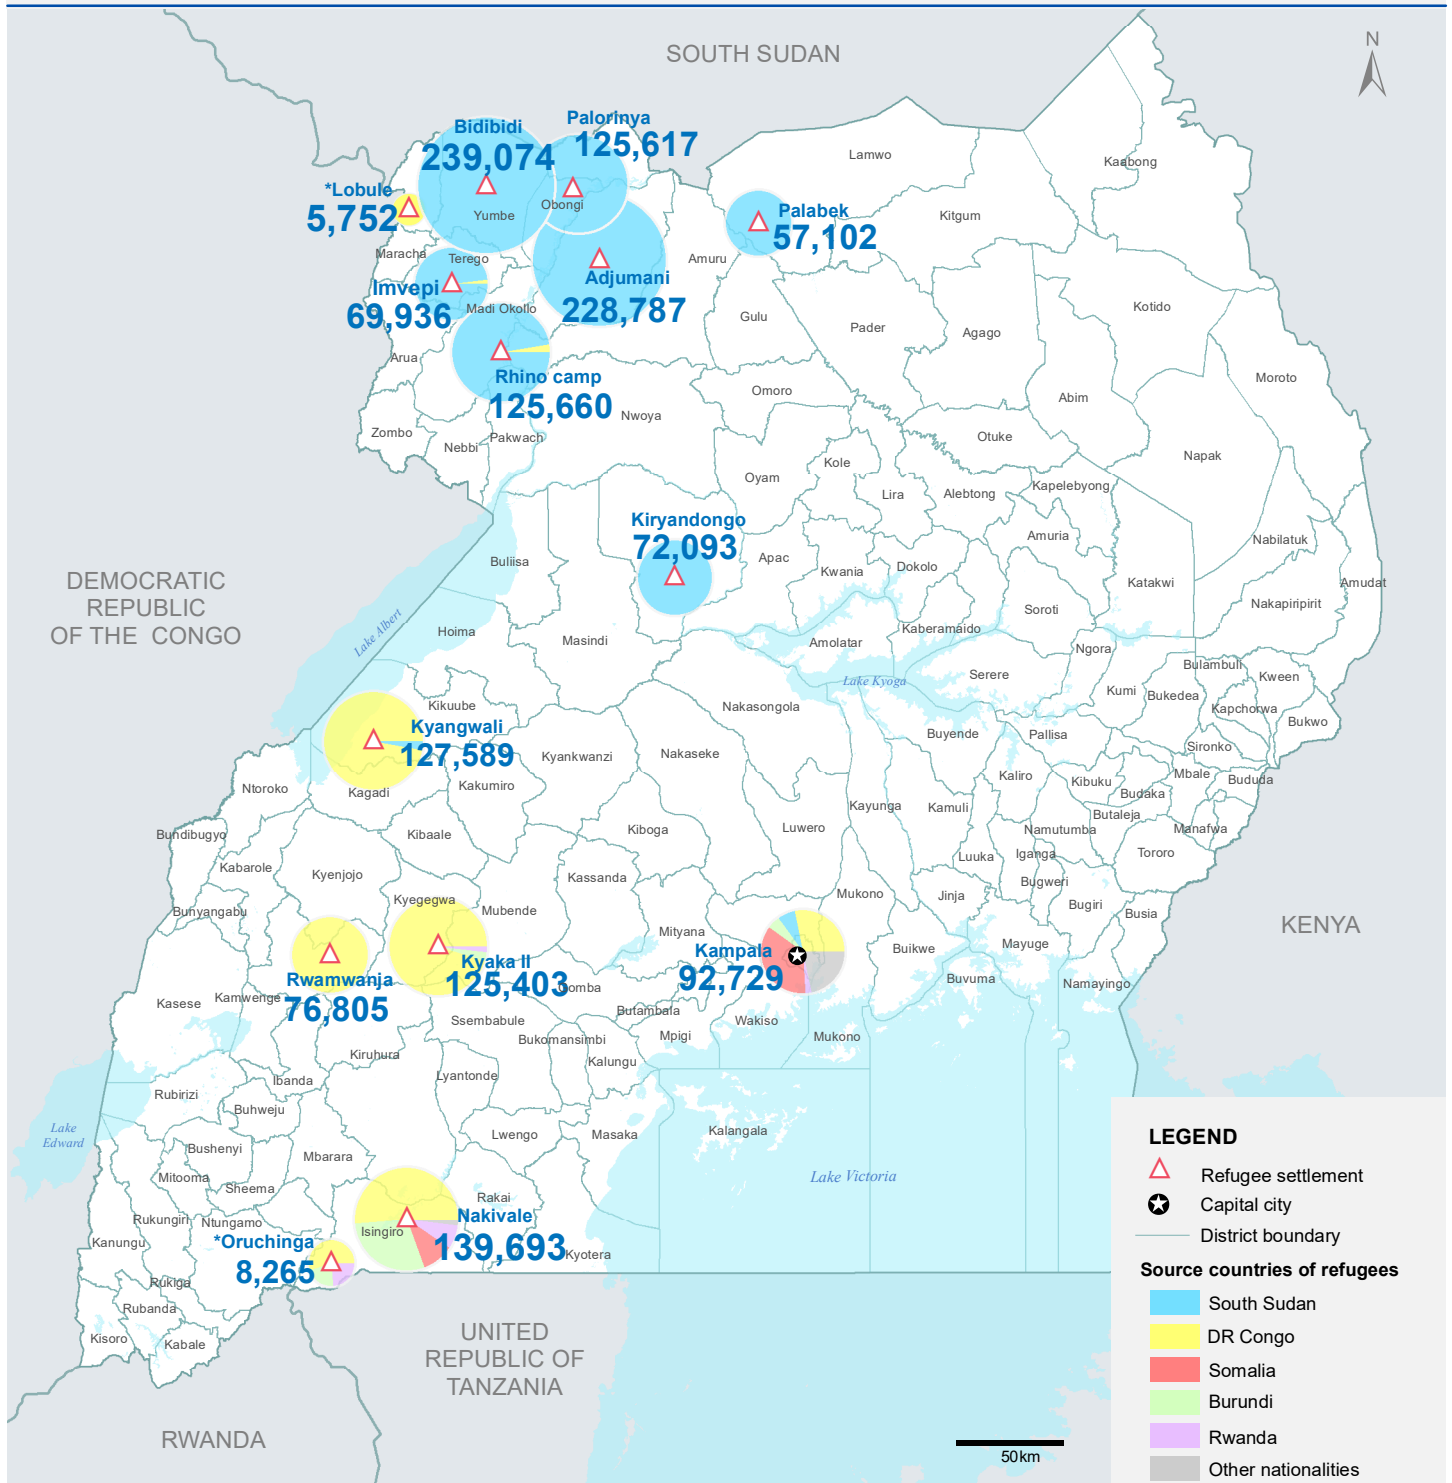 SOUTH SUDAN
N
Palorinya
125,617
Bidibidi
239,074
Lamwo
Kaabong
*Lobule
5,752
Yumbe
Obongi
Palabek
57,102
Kitgum
Maracha
Terego
Amuru
Imvepi
69,936
Adjumani
228,787
Madi Okollo
Gulu
Pader
Agago
Kotido
Arua
Rhino camp
125,660
Omoro
Abim
Moroto
Nwoya
Zombo
Nebbi
Pakwach
Otuke
Napak
Kole
Oyam
Lira
Alebtong
Kapelebyong
Kiryandongo
72,093
Amuria
Nabilatuk
Buliisa
Apac
Kwania
Dokolo
Katakwi
Amudat
DEMOCRATIC
REPUBLIC
OF THE CONGO
Nakapiripirit
Soroti
Lake Albert
Hoima
Masindi
Amolatar
Kaberamaido
Ngora
Bulambuli
Kween
Lake Kyoga
Serere
Kumi
Bukedea
Kapchorwa
Bukwo
Kikuube
Nakasongola
Kyangwali
127,589
Buyende
Pallisa
Sironko
Kyankwanzi
Nakaseke
Ntoroko
Kagadi
Kakumiro
Kaliro
Kibuku
Mbale
Bududa
Budaka
Kayunga
Kamuli
Butaleja
Bundibugyo
Kibaale
Kiboga
Luwero
Namutumba
Manafwa
Kabarole
Kyenjojo
Luuka
Iganga
Tororo
Kassanda
Bugweri
Kyegegwa
Mubende
Mukono
Jinja
Bugiri
Bunyangabu
Busia
Mityana
KENYA
Kampala
92,729
Buikwe
Mayuge
Kyaka II
125,403
Rwamwanja
76,805
Gomba
Buvuma
Namayingo
Kasese
Kamwenge
Butambala
Wakiso
Ssembabule
Bukomansimbi
Mpigi
Mukono
Kiruhura
Kalungu
Ibanda
Lyantonde
Rubirizi
Buhweju
Lake
Edward
Bushenyi
Mbarara
Lwengo
Masaka
Kalangala
Mitooma
Sheema
Lake Victoria
Rakai
Rukungiri
Ntungamo
Nakivale
139,693
Isingiro
Kanungu
*Oruchinga
8,265
Kyotera
Rukiga
Rubanda
Kisoro
Kabale
UNITED
REPUBLIC OF
TANZANIA
RWANDA
50km
LEGEND
Refugee settlement
Capital city
District boundary
Source countries of refugees
South Sudan
DR Congo
Somalia
Burundi
Rwanda
Other nationalities